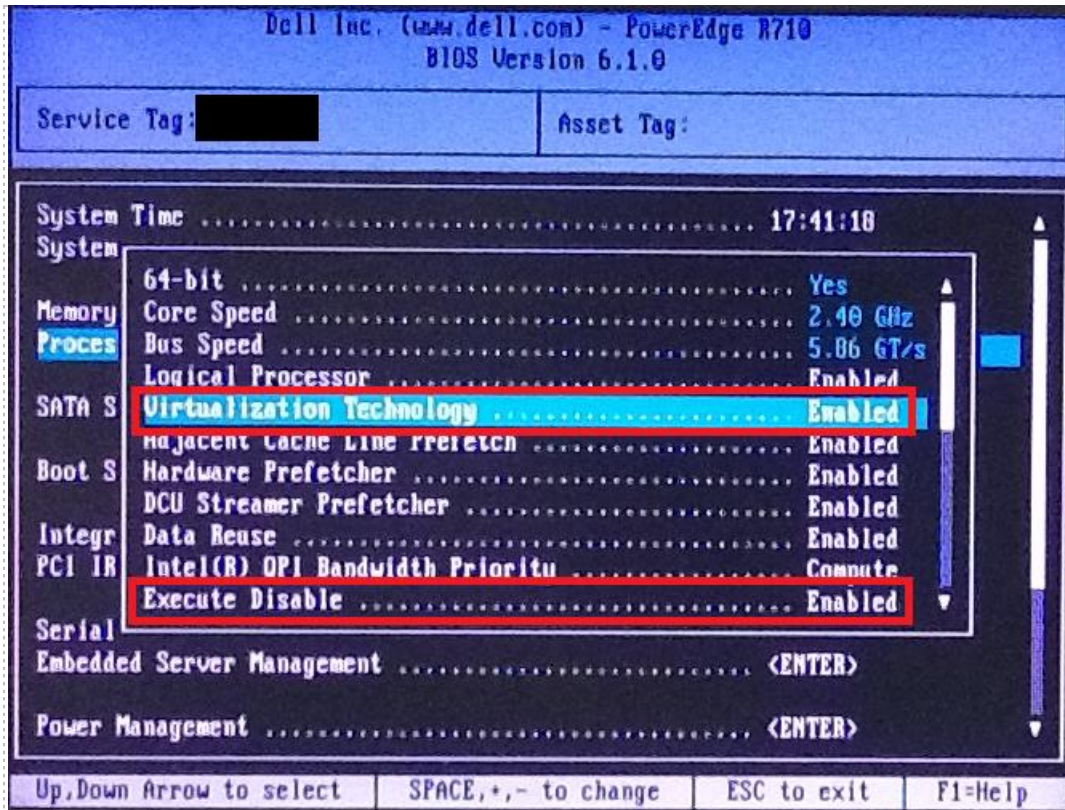 Dell Inc. (www.dell.com) - PowerEdge R710
BIOS Version 6.1.0
Service Tag:
Asset Tag:
System Time ........................................ 17:41:18
System
64-bit ........................................ Yes
Memory
Core Speed ........................................ 2.40 GHz
Proces
Bus Speed ........................................ 5.86 GT/s
Logical Processor ........................................ Enabled
SATA S
Virtualization Technology ........................ Enabled
Adjacent Cache Line Prefetch ........................ Enabled
Boot S
Hardware Prefetcher ........................................ Enabled
DCU Streamer Prefetcher ........................ Enabled
Integr
Data Reuse ........................................ Enabled
PCI IR
Intel(R) QPI Bandwidth Priority ................ Compute
Execute Disable ........................................ Enabled
Serial
Embedded Server Management ........................ <ENTER>
Power Management ........................................ <ENTER>
Up,Down Arrow to select
SPACE,+,- to change
ESC to exit
F1=Help